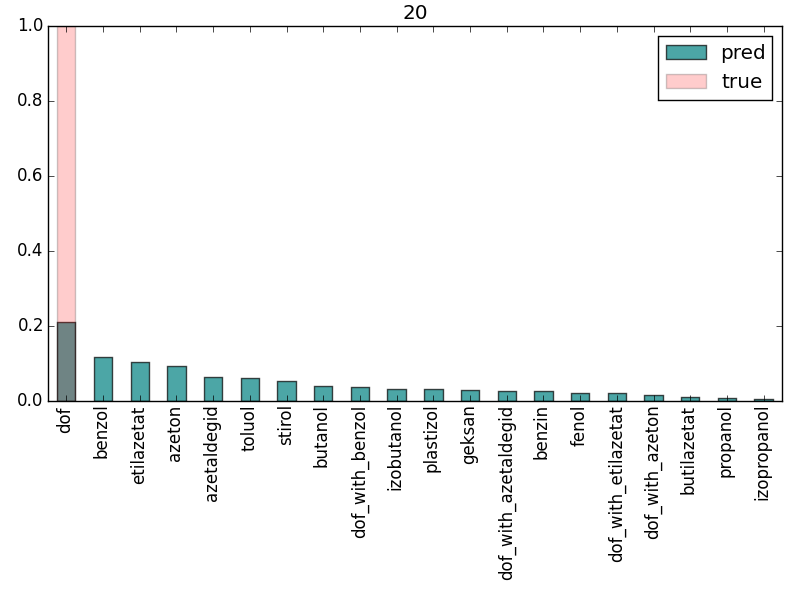 20
1.0
0.8
0.6
0.4
0.2
0.0
pred
true
dof
benzol
etilazetat
azeton
azetaldegid
toluol
stirol
butanol
dof_with_benzol
izobutanol
plastizol
geksan
dof_with_azetaldegid
benzin
fenol
dof_with_etilazetat
dof_with_azeton
butilazetat
propanol
izopropanol